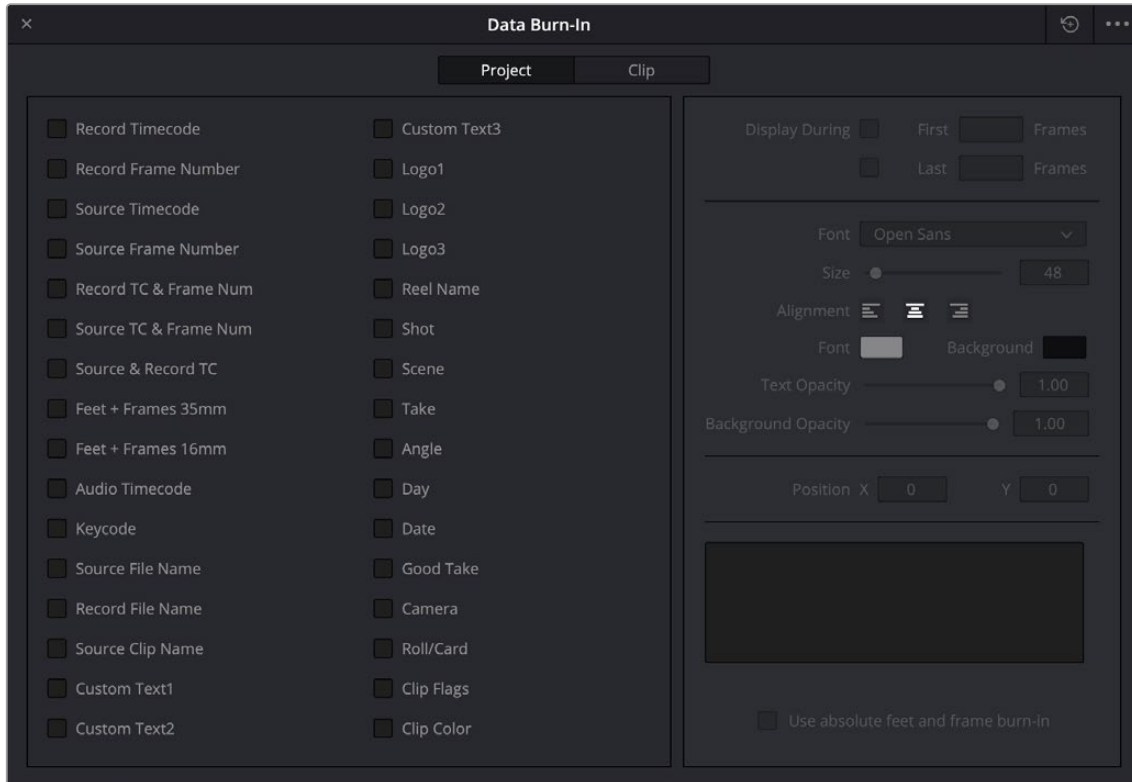 Data Burn-In
Project Clip
Record Timecode
Record Frame Number
Source Timecode
Source Frame Number
Record TC & Frame Num
Source TC & Frame Num
Source & Record TC
Feet + Frames 35mm
Feet + Frames 16mm
Audio Timecode
Keycode
Source File Name
Record File Name
Source Clip Name
Custom Text1
Custom Text2
Custom Text3
Logo1
Logo2
Logo3
Reel Name
Shot
Scene
Take
Angle
Day
Date
Good Take
Camera
Roll/Card
Clip Flags
Clip Color
Display During First Frames
Last Frames
Font Open Sans
Size 48
Alignment
Font Background
Text Opacity 1.00
Background Opacity 1.00
Position X 0 Y 0
Use absolute feet and frame burn-in